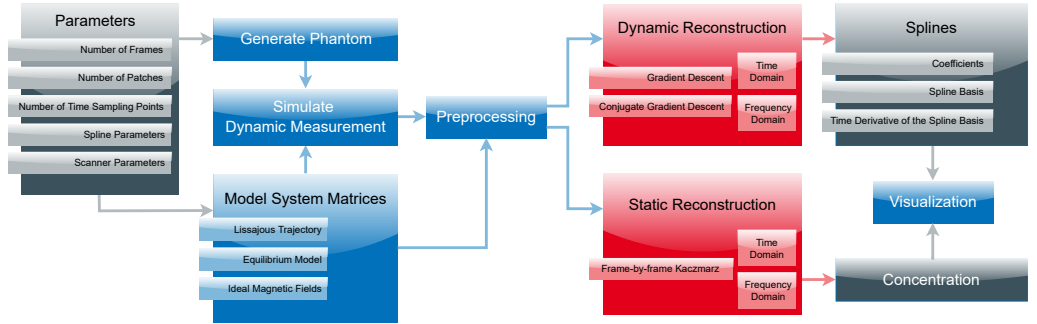 Parameters
Number of Frames
Number of Patches
Number of Time Sampling Points
Spline Parameters
Scanner Parameters
Generate Phantom
Simulate
Dynamic Measurement
Model System Matrices
Lissajous Trajectory
Equilibrium Model
Ideal Magnetic Fields
Preprocessing
Dynamic Reconstruction
Gradient Descent
Conjugate Gradient Descent
Time
Domain
Frequency
Domain
Static Reconstruction
Frame-by-frame Kaczmarz
Time
Domain
Frequency
Domain
Splines
Coefficients
Spline Basis
Time Derivative of the Spline Basis
Visualization
Concentration